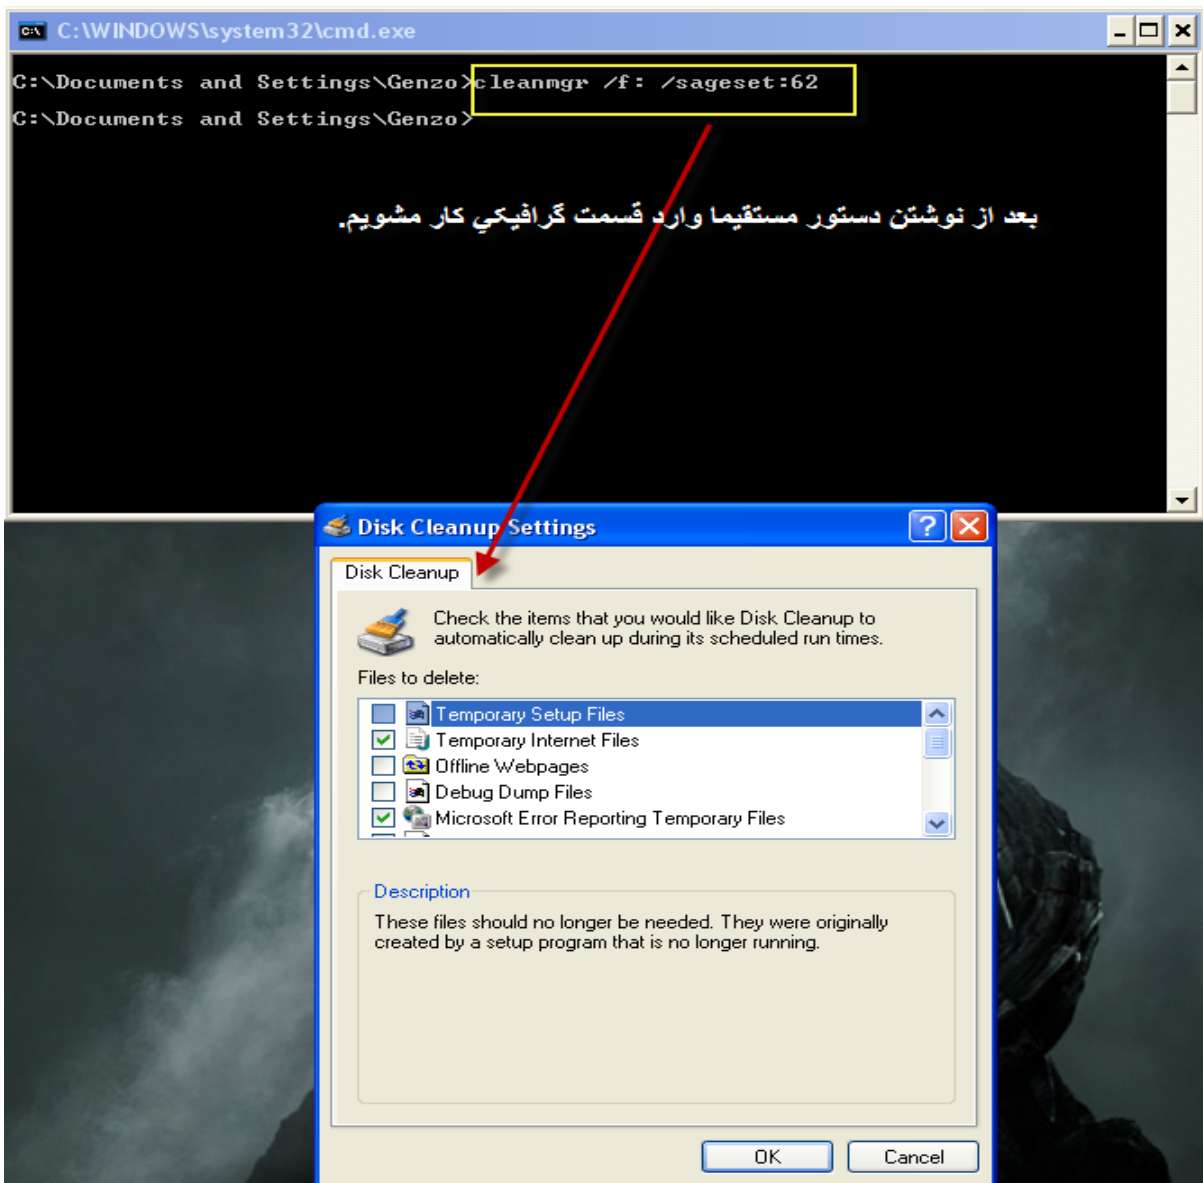 C:\WINDOWS\system32\cmd.exe
C:\Documents and Settings\Genzo>cleanmgr /f: /sageset:62
C:\Documents and Settings\Genzo>
بعد از نوشتن دستور مستقيما وارد قسمت گرافيكي كار مشويم.
Disk Cleanup Settings
Disk Cleanup
Check the items that you would like Disk Cleanup to
automatically clean up during its scheduled run times.
Files to delete:
Temporary Setup Files
Temporary Internet Files
Offline Webpages
Debug Dump Files
Microsoft Error Reporting Temporary Files
Description
These files should no longer be needed. They were originally
created by a setup program that is no longer running.
OK Cancel